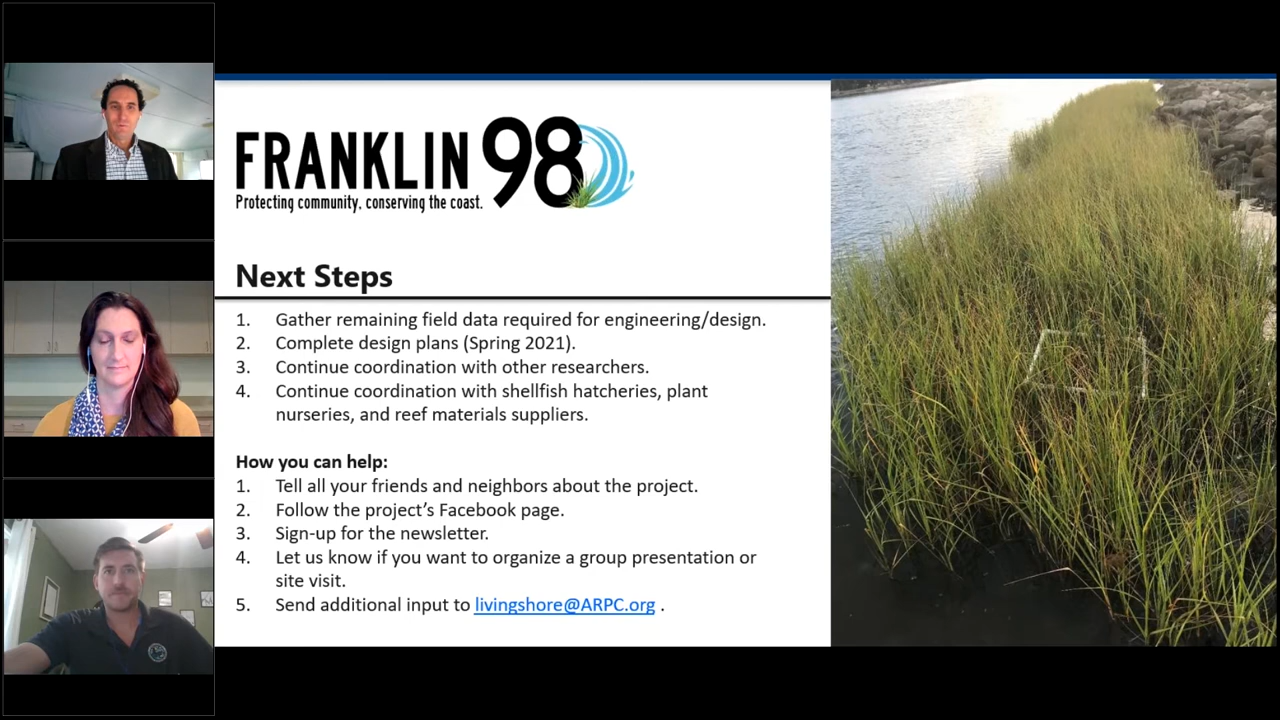 FRANKLIN 98
Protecting community, conserving the coast.
Next Steps
1. Gather remaining field data required for engineering/design.
2. Complete design plans (Spring 2021).
3. Continue coordination with other researchers.
4. Continue coordination with shellfish hatcheries, plant
nurseries, and reef materials suppliers.
How you can help:
1. Tell all your friends and neighbors about the project.
2. Follow the project's Facebook page.
3. Sign-up for the newsletter.
4. Let us know if you want to organize a group presentation or
site visit.
5. Send additional input to livingshore@ARPC.org .